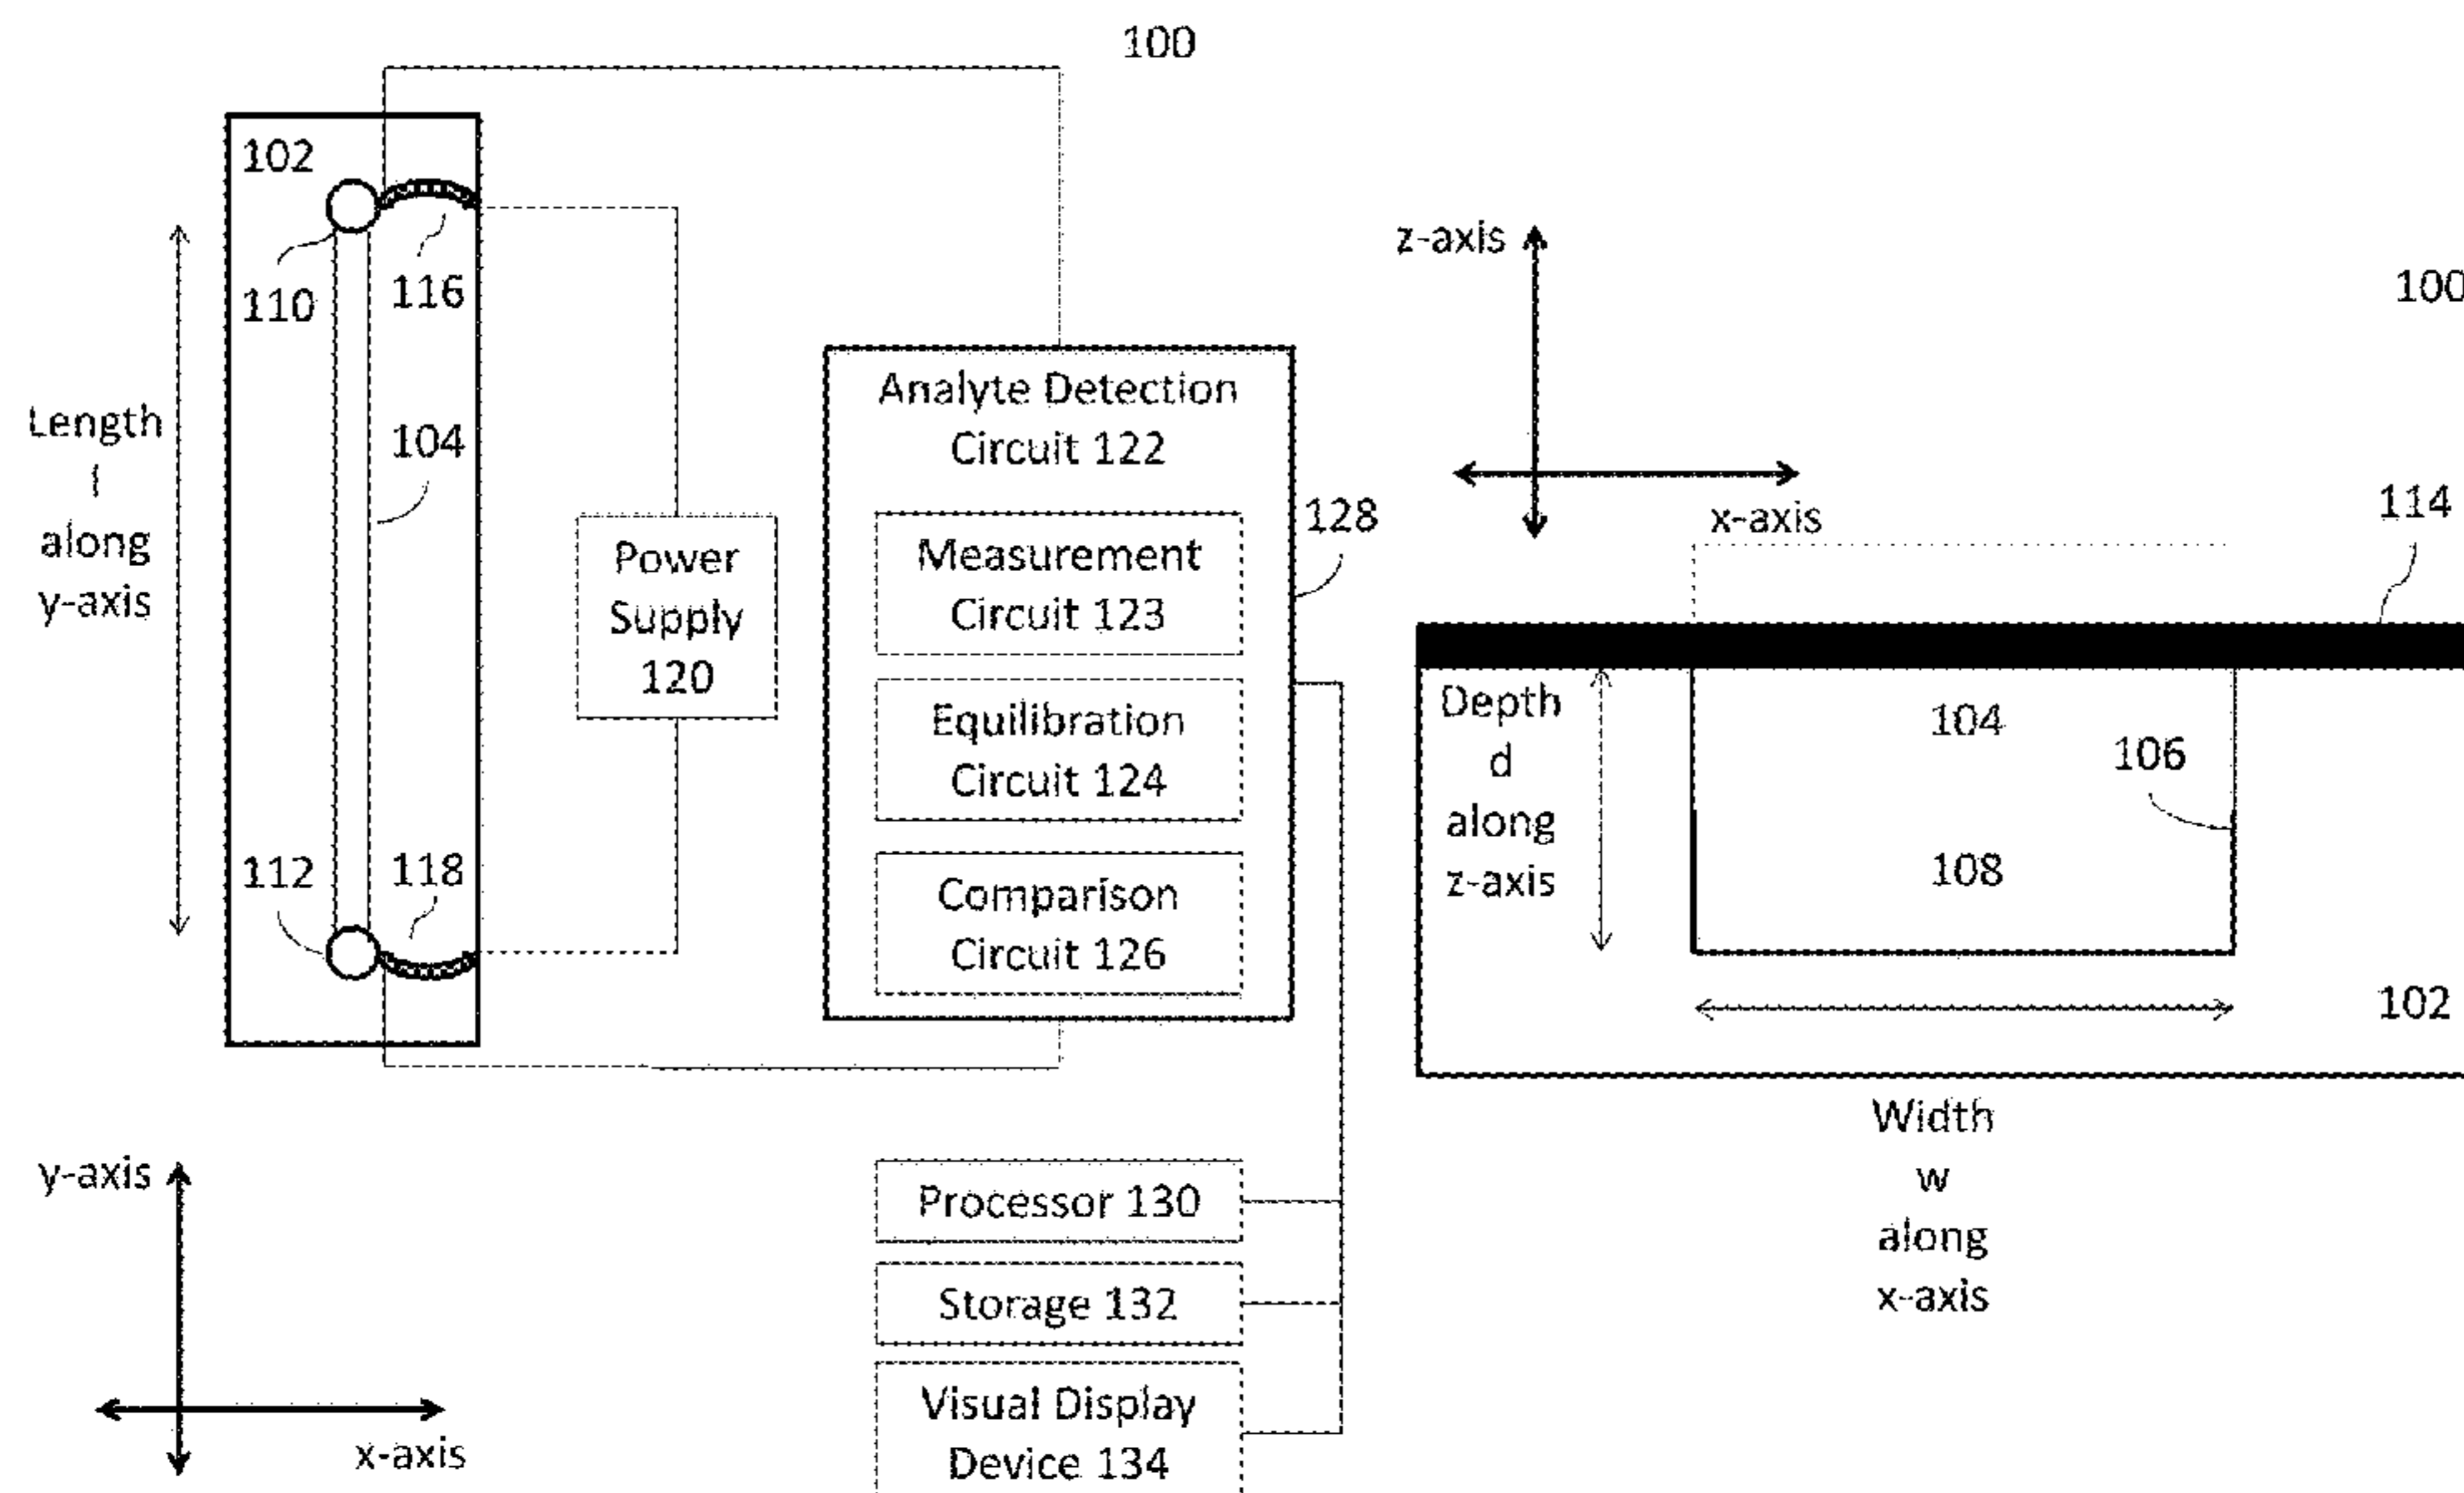 100
102
110
116
Length
l
along
y-axis
104
112
118
Power
Supply
120
Analyte Detection
Circuit 122
Measurement
Circuit 123
Equilibration
Circuit 124
Comparison
Circuit 126
128
Processor 130
Storage 132
Visual Display
Device 134
y-axis
x-axis
z-axis
x-axis
100
114
Depth
d
along
z-axis
104
106
108
102
Width
w
along
x-axis